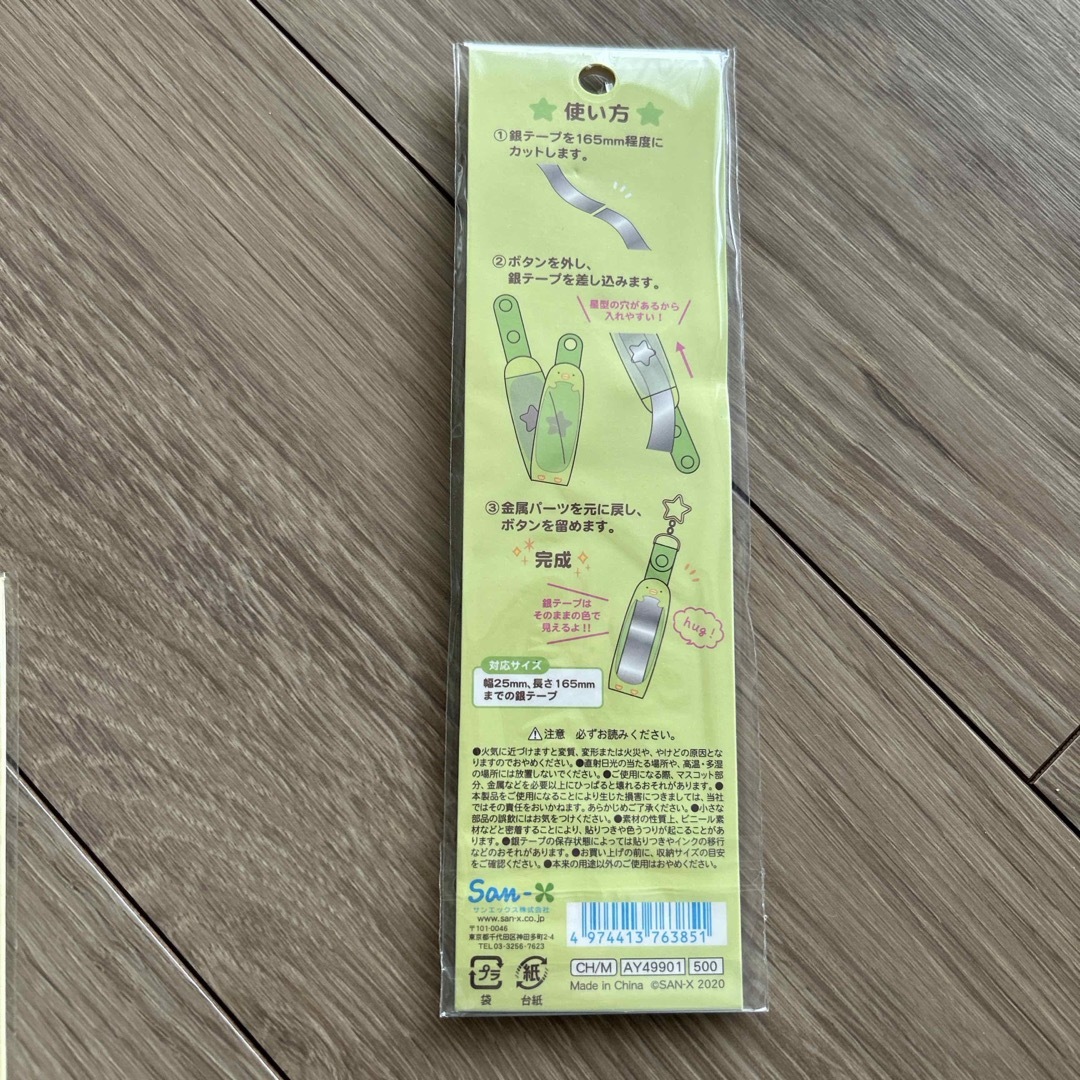 使い方
①銀テープを165mm程度に
カットします。
②ボタンを外し、
銀テープを差し込みます。
星型の穴があるから
入れやすい!
③金属パーツを元に戻し、
ボタンを留めます。
完成
銀テープは
そのままの色で
見えるよ!!
hug!
対応サイズ
幅25mm、長さ165mm
までの銀テープ
注意 必ずお読みください。
●火気に近づけますと変質、変形または火災や、やけどの原因とな
りますのでおやめください。●直射日光の当たる場所や、高温・多湿
の場所には放置しないでください。●ご使用になる際、マスコット部
分、金属などを必要以上にひっぱると壊れるおそれがあります。●
本製品をご使用になることにより生じた損害につきましては、当社
ではその責任をおいかねます。あらかじめご了承ください。●小さな
部品の誤飲にはお気をつけください。●素材の性質上、ビニール素
材などと密着することにより、貼りつきや色うつりが起こることがあ
ります。●銀テープの保存状態によっては貼りつきやインクの移行
などのおそれがあります。●お買い上げの前に、収納サイズの目安
をご確認ください。●本来の用途以外のご使用はおやめください。
San-X
サンエックス株式会社
www.san-x.co.jp
〒101-0046
東京都千代田区神田多町2-4
TEL 03-3256-7623
4 974413 763851
プラ
袋
紙
台紙
CH/M AY49901 500
Made in China ©SAN-X 2020